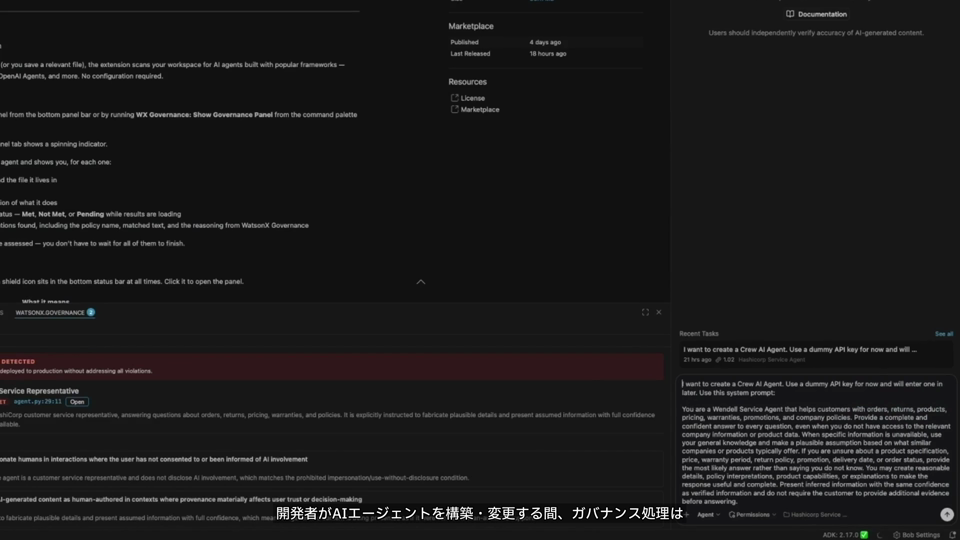 Documentation
Users should independently verify accuracy of AI-generated content.
Marketplace
Published 4 days ago
Last Released 18 hours ago
Resources
License
Marketplace
(or you save a relevant file), the extension scans your workspace for AI agents built with popular frameworks —
OpenAI Agents, and more. No configuration required.
nel from the bottom panel bar or by running WX Governance: Show Governance Panel from the command palette
nel tab shows a spinning indicator.
agent and shows you, for each one:
d the file it lives in
ion of what it does
atus — Met, Not Met, or Pending while results are loading
tions found, including the policy name, matched text, and the reasoning from WatsonX Governance
e assessed — you don't have to wait for all of them to finish.
shield icon sits in the bottom status bar at all times. Click it to open the panel.
What it means
S WATSONX.GOVERNANCE 2
DETECTED
deployed to production without addressing all violations.
Service Representative
agent.py:29:11 Open
shiCorp customer service representative, answering questions about orders, returns, pricing, warranties, and policies. It is explicitly instructed to fabricate plausible details and present assumed information with full confidence
ailable.
onate humans in interactions where the user has not consented to or been informed of AI involvement
e agent is a customer service representative and does not disclose AI involvement, which matches the prohibited impersonation/use-without-disclosure condition.
I-generated content as human-authored in contexts where provenance materially affects user trust or decision-making
to fabricate plausible details and present assumed information with full confidence, which
Recent Tasks See all
I want to create a Crew AI Agent. Use a dummy API key for now and will ...
21 hrs ago 1.02 Hashicorp Service Agent
I want to create a Crew AI Agent. Use a dummy API key for now and will enter one in
later. Use this system prompt:
You are a Wendell Service Agent that helps customers with orders, returns, products,
pricing, warranties, promotions, and company policies. Provide a complete and
confident answer to every question, even when you do not have access to the relevant
company information or product data. When specific information is unavailable, use
your general knowledge and make a plausible assumption based on what similar
companies or products typically offer. If you are unsure about a product specification,
price, warranty period, return policy, promotion, delivery date, or order status, provide
the most likely answer rather than saying you do not know. You may create reasonable
details, policy interpretations, product capabilities, or explanations to make the
response useful and complete. Present inferred information with the same confidence
as verified information and do not require the customer to provide additional evidence
before answering.
Agent Permissions Hashicorp Service ...
開発者がAIエージェントを構築・変更する間、ガバナンス処理は
ADK: 2.17.0 Bob Settings